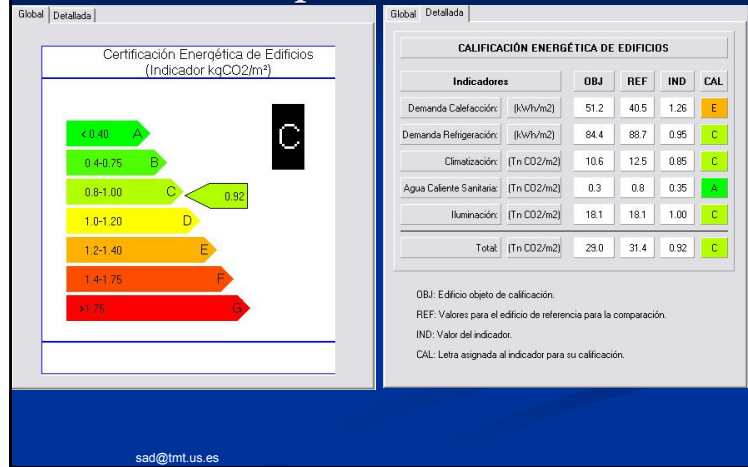 Global Detallada
Certificación Energética de Edificios
(Indicador kgCO2/m²)
C
< 0.40 A
0.4-0.75 B
0.8-1.00 C 0.92
1.0-1.20 D
1.2-1.40 E
1.4-1.75 F
>1.75 G
Global Detallada
CALIFICACIÓN ENERGÉTICA DE EDIFICIOS
Indicadores OBJ REF IND CAL
Demanda Calefacción: (kWh/m2) 51.2 40.5 1.26 E
Demanda Refrigeración: (kWh/m2) 84.4 88.7 0.95 C
Climatización: (Tn CO2/m2) 10.6 12.5 0.85 C
Agua Caliente Sanitaria: (Tn CO2/m2) 0.3 0.8 0.35 A
Iluminación: (Tn CO2/m2) 18.1 18.1 1.00 C
Total: (Tn CO2/m2) 29.0 31.4 0.92 C
OBJ: Edificio objeto de calificación.
REF: Valores para el edificio de referencia para la comparación.
IND: Valor del indicador.
CAL: Letra asignada al indicador para su calificación.
sad@tmt.us.es